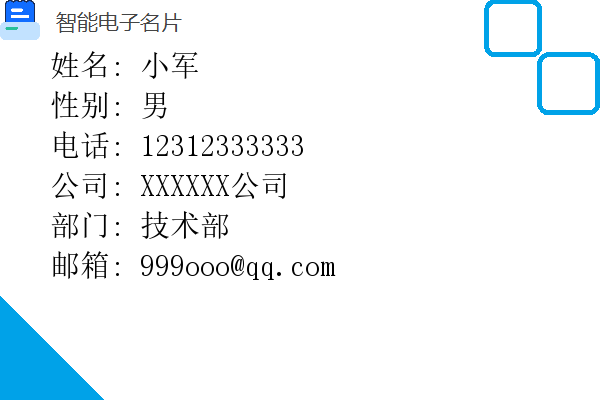 智能电子名片
姓名: 小军
性别: 男
电话: 12312333333
公司: XXXXXX公司
部门: 技术部
邮箱: 999ooo@qq.com